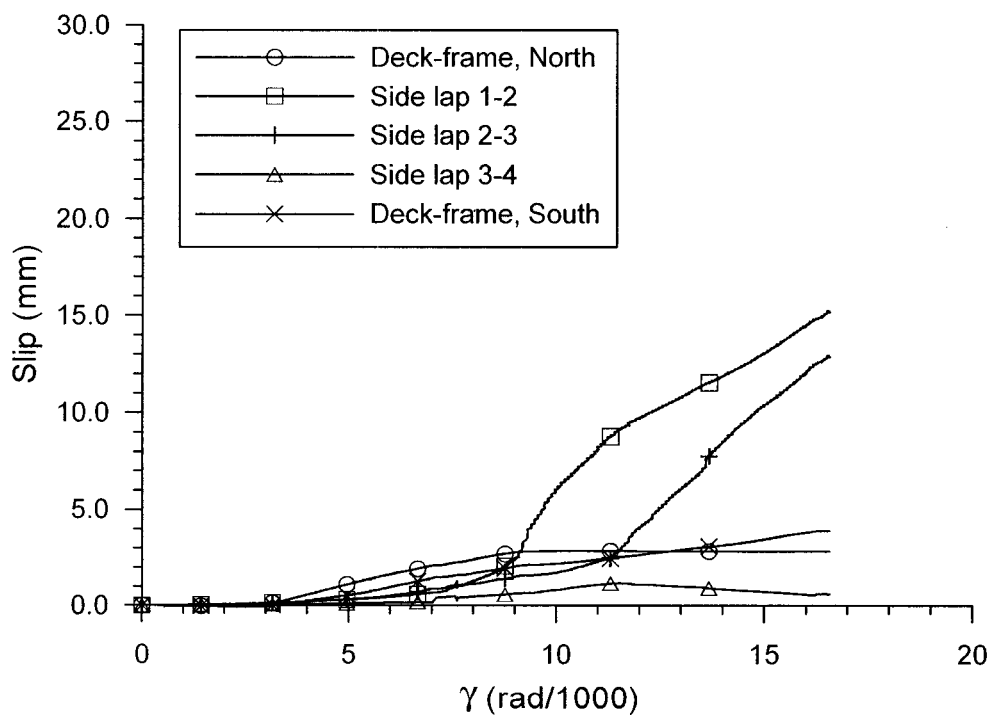 30.0
25.0
20.0
15.0
10.0
5.0
0.0
Slip (mm)
Deck-frame, North
Side lap 1-2
Side lap 2-3
Side lap 3-4
Deck-frame, South
0 5 10 15 20
γ (rad/1000)